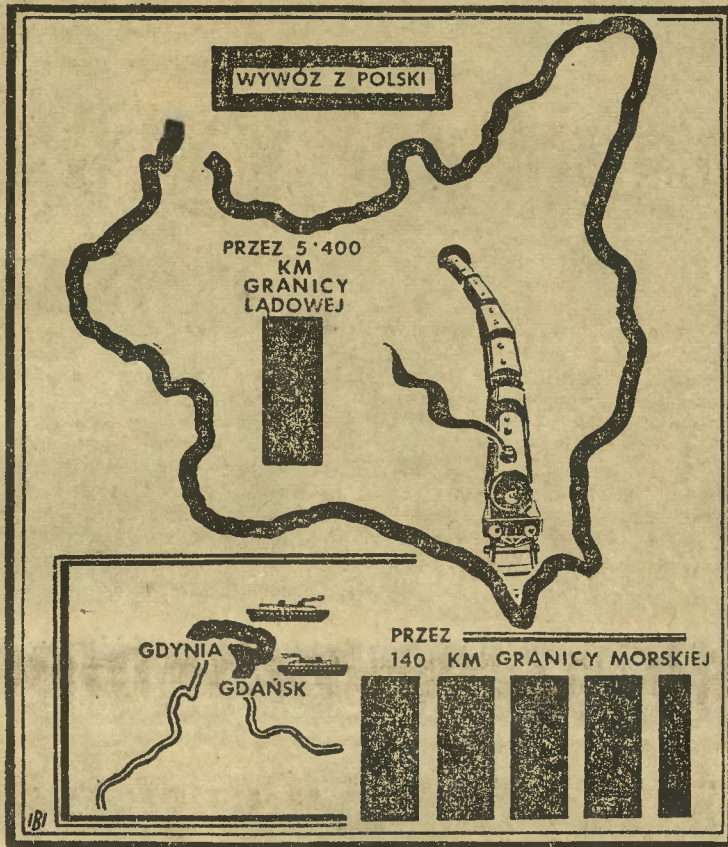 WYWÓZ Z POLSKI
PRZEZ 5·400
KM
GRANICY
LĄDOWEJ
GDYNIA
GDAŃSK
PRZEZ
140 KM GRANICY MORSKIEJ
IBI